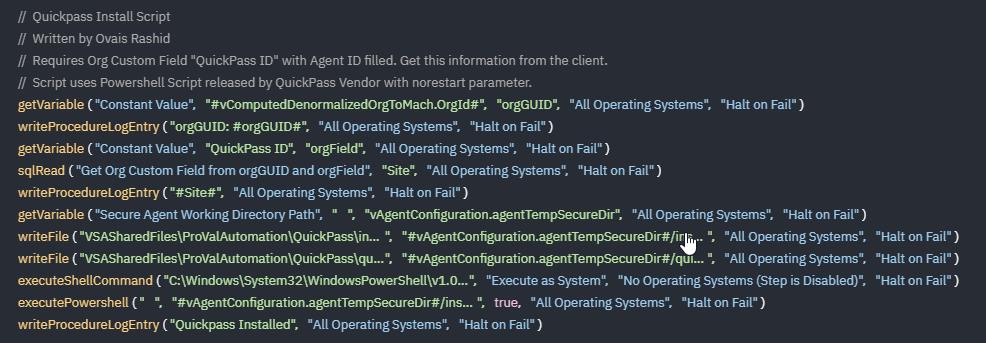 // Quickpass Install Script
// Written by Ovais Rashid
// Requires Org Custom Field "QuickPass ID" with Agent ID filled. Get this information from the client.
// Script uses Powershell Script released by QuickPass Vendor with norestart parameter.
getVariable ("Constant Value", "#vComputedDenormalizedOrgToMach.OrgId#", "orgGUID", "All Operating Systems", "Halt on Fail")
writeProcedureLogEntry ("orgGUID: #orgGUID#", "All Operating Systems", "Halt on Fail")
getVariable ("Constant Value", "QuickPass ID", "orgField", "All Operating Systems", "Halt on Fail")
sqlRead ("Get Org Custom Field from orgGUID and orgField", "Site", "All Operating Systems", "Halt on Fail")
writeProcedureLogEntry ("#Site#", "All Operating Systems", "Halt on Fail")
getVariable ("Secure Agent Working Directory Path", " ", "vAgentConfiguration.agentTempSecureDir", "All Operating Systems", "Halt on Fail")
writeFile ("VSASharedFiles\ProValAutomation\QuickPass\in... ", "#vAgentConfiguration.agentTempSecureDir#/ins... ", "All Operating Systems", "Halt on Fail")
writeFile ("VSASharedFiles\ProValAutomation\QuickPass\qu... ", "#vAgentConfiguration.agentTempSecureDir#/qui... ", "All Operating Systems", "Halt on Fail")
executeShellCommand ("C:\Windows\System32\WindowsPowerShell\v1.0...", "Execute as System", "No Operating Systems (Step is Disabled)", "Halt on Fail")
executePowershell (" ", "#vAgentConfiguration.agentTempSecureDir#/ins... ", true, "All Operating Systems", "Halt on Fail")
writeProcedureLogEntry ("Quickpass Installed", "All Operating Systems", "Halt on Fail")